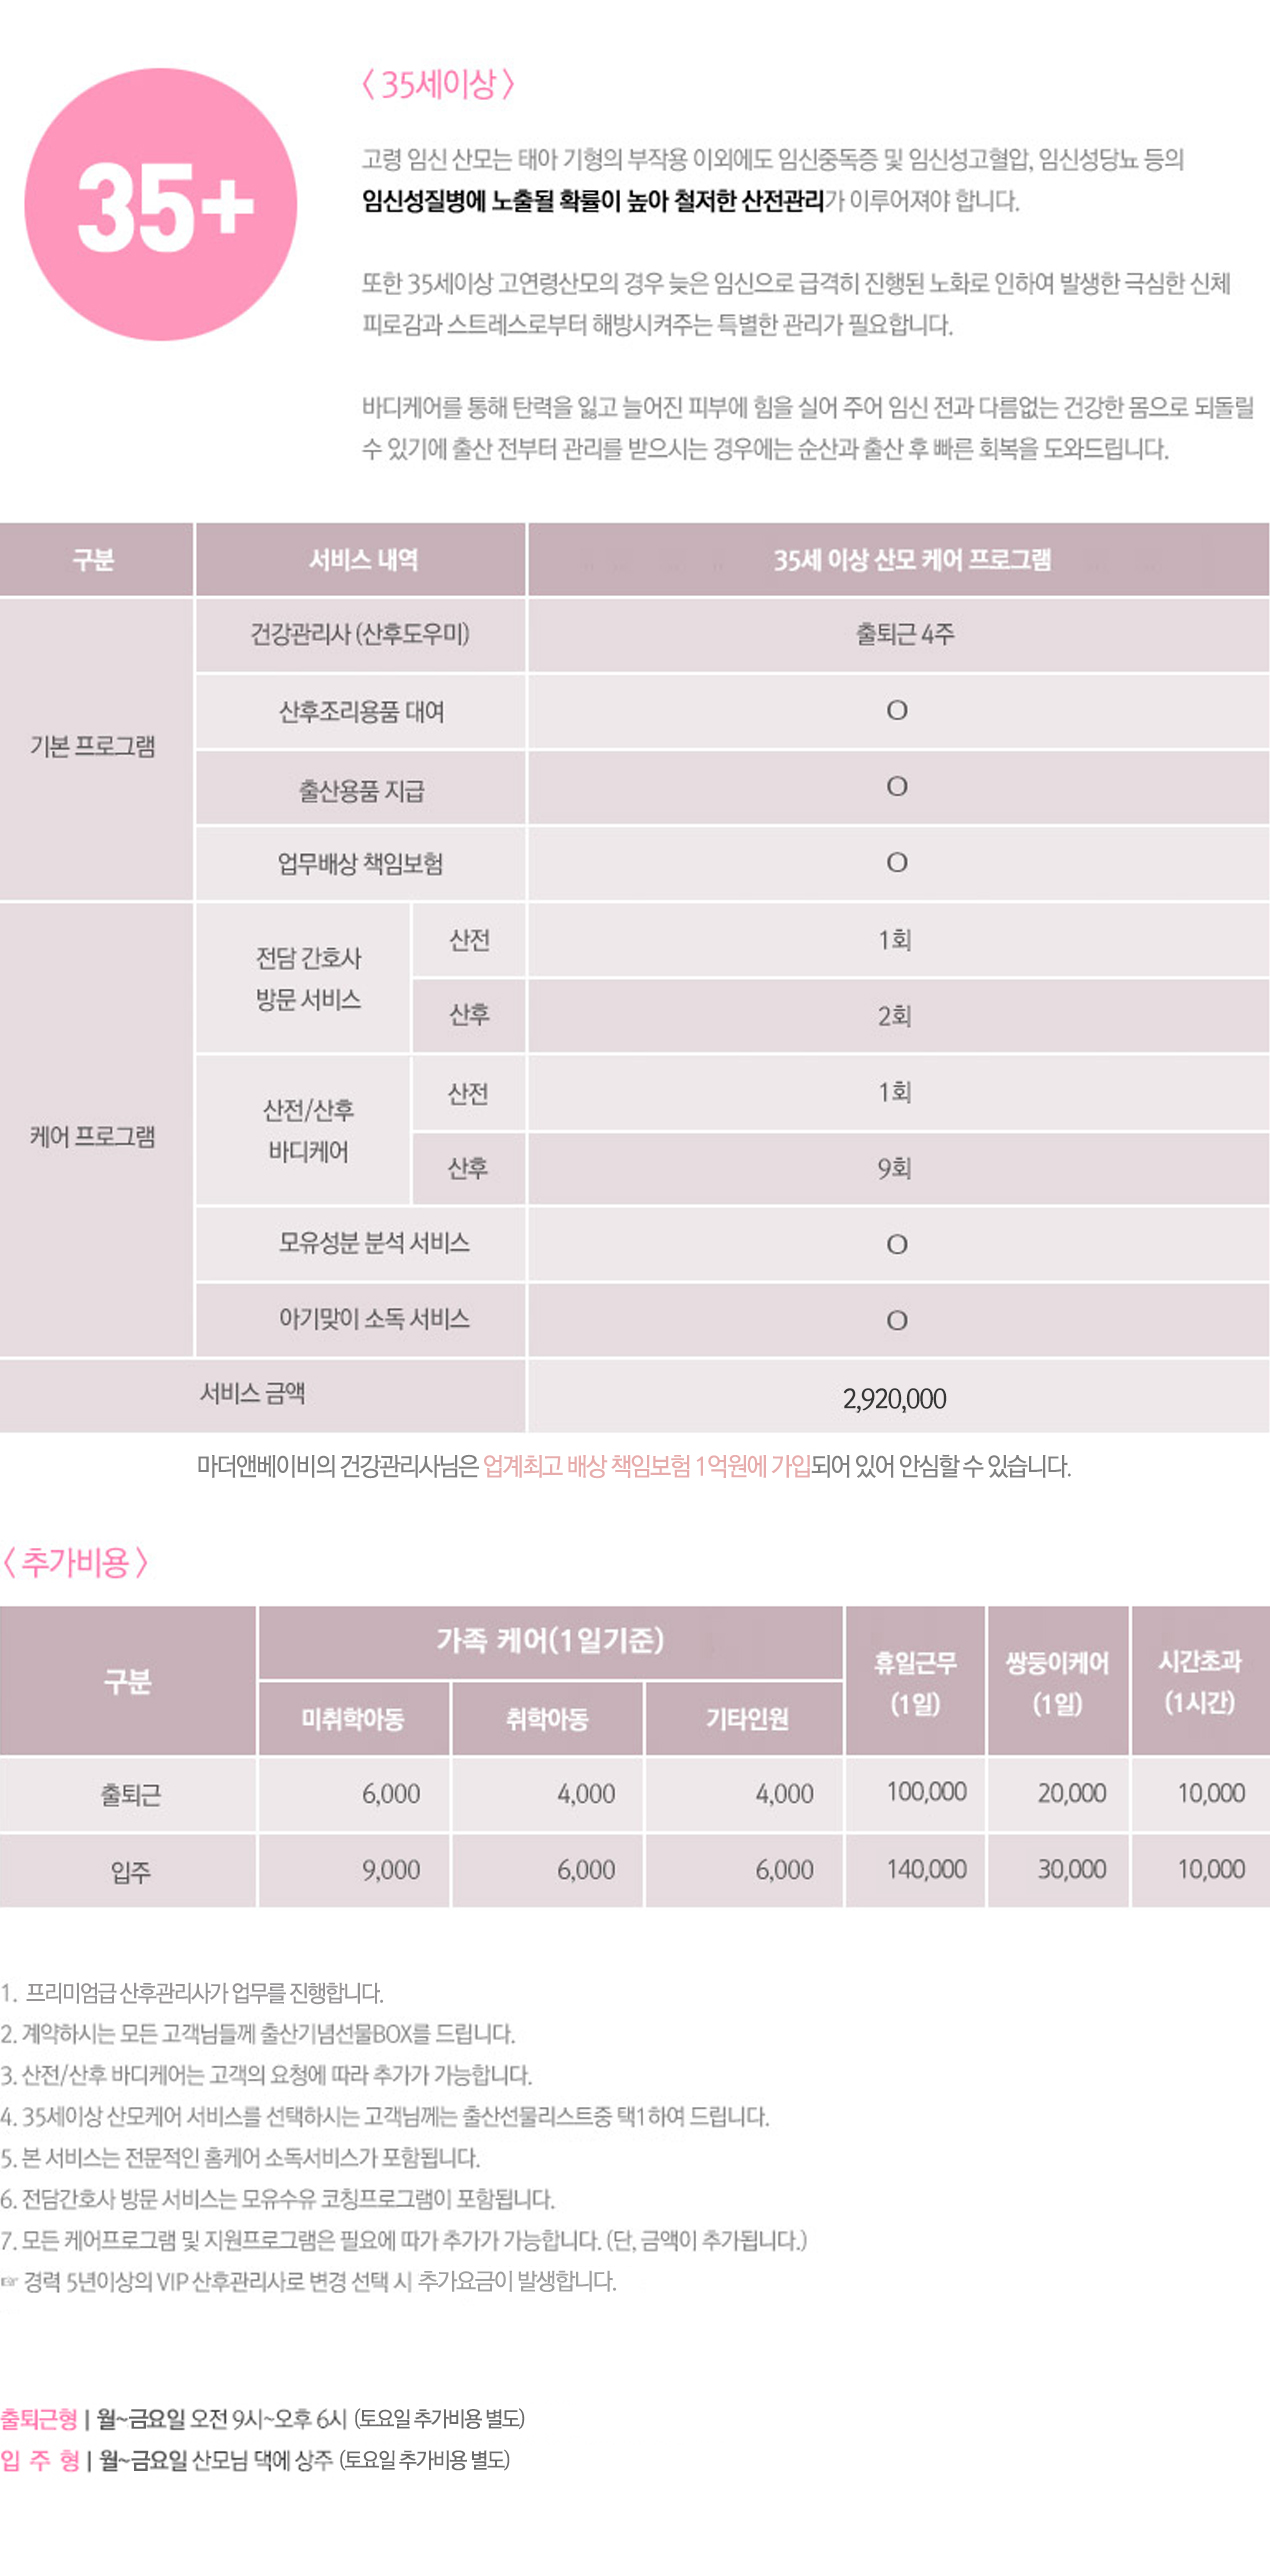 35+
< 35세이상 >
고령 임신 산모는 태아 기형의 부작용 이외에도 임신중독증 및 임신성고혈압, 임신성당뇨 등의
임신성질병에 노출될 확률이 높아 철저한 산전관리가 이루어져야 합니다.
또한 35세이상 고연령산모의 경우 늦은 임신으로 급격히 진행된 노화로 인하여 발생한 극심한 신체
피로감과 스트레스로부터 해방시켜주는 특별한 관리가 필요합니다.
바디케어를 통해 탄력을 잃고 늘어진 피부에 힘을 실어 주어 임신 전과 다름없는 건강한 몸으로 되돌릴
수 있기에 출산 전부터 관리를 받으시는 경우에는 순산과 출산 후 빠른 회복을 도와드립니다.
구분 서비스 내역 35세 이상 산모 케어 프로그램
기본 프로그램
건강관리사 (산후도우미) 출퇴근 4주
산후조리용품 대여 O
출산용품 지급 O
업무배상 책임보험 O
케어 프로그램
전담 간호사
방문 서비스
산전 1회
산후 2회
산전/산후
바디케어
산전 1회
산후 9회
모유성분 분석 서비스 O
아기맞이 소독 서비스 O
서비스 금액 2,920,000
마더앤베이비의 건강관리사님은 업계최고 배상 책임보험 1억원에 가입되어 있어 안심할 수 있습니다.
< 추가비용 >
구분
가족 케어(1일기준)
미취학아동 취학아동 기타인원
휴일근무
(1일)
쌍둥이케어
(1일)
시간초과
(1시간)
출퇴근 6,000 4,000 4,000 100,000 20,000 10,000
입주 9,000 6,000 6,000 140,000 30,000 10,000
1. 프리미엄급 산후관리사가 업무를 진행합니다.
2. 계약하시는 모든 고객님들께 출산기념선물BOX를 드립니다.
3. 산전/산후 바디케어는 고객의 요청에 따라 추가가 가능합니다.
4. 35세이상 산모케어 서비스를 선택하시는 고객님께는 출산선물리스트중 택1하여 드립니다.
5. 본 서비스는 전문적인 홈케어 소독서비스가 포함됩니다.
6. 전담간호사 방문 서비스는 모유수유 코칭프로그램이 포함됩니다.
7. 모든 케어프로그램 및 지원프로그램은 필요에 따가 추가가 가능합니다. (단, 금액이 추가됩니다.)
☞ 경력 5년이상의 VIP 산후관리사로 변경 선택 시 추가요금이 발생합니다.
출퇴근형 | 월~금요일 오전 9시~오후 6시 (토요일 추가비용 별도)
입 주 형 | 월~금요일 산모님 댁에 상주 (토요일 추가비용 별도)